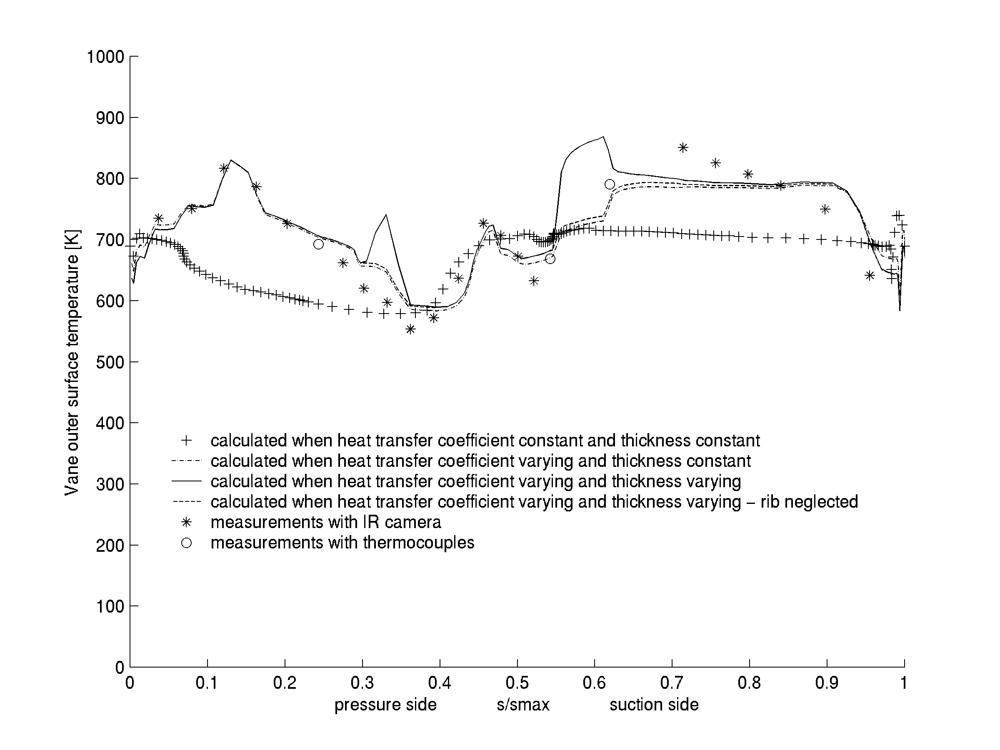 1000
900
800
700
600
500
400
300
200
100
0
Vane outer surface temperature [K]
calculated when heat transfer coefficient constant and thickness constant
calculated when heat transfer coefficient varying and thickness constant
calculated when heat transfer coefficient varying and thickness varying
calculated when heat transfer coefficient varying and thickness varying – rib neglected
measurements with IR camera
measurements with thermocouples
0 0.1 0.2 0.3 0.4 0.5 0.6 0.7 0.8 0.9 1
pressure side s/smax suction side